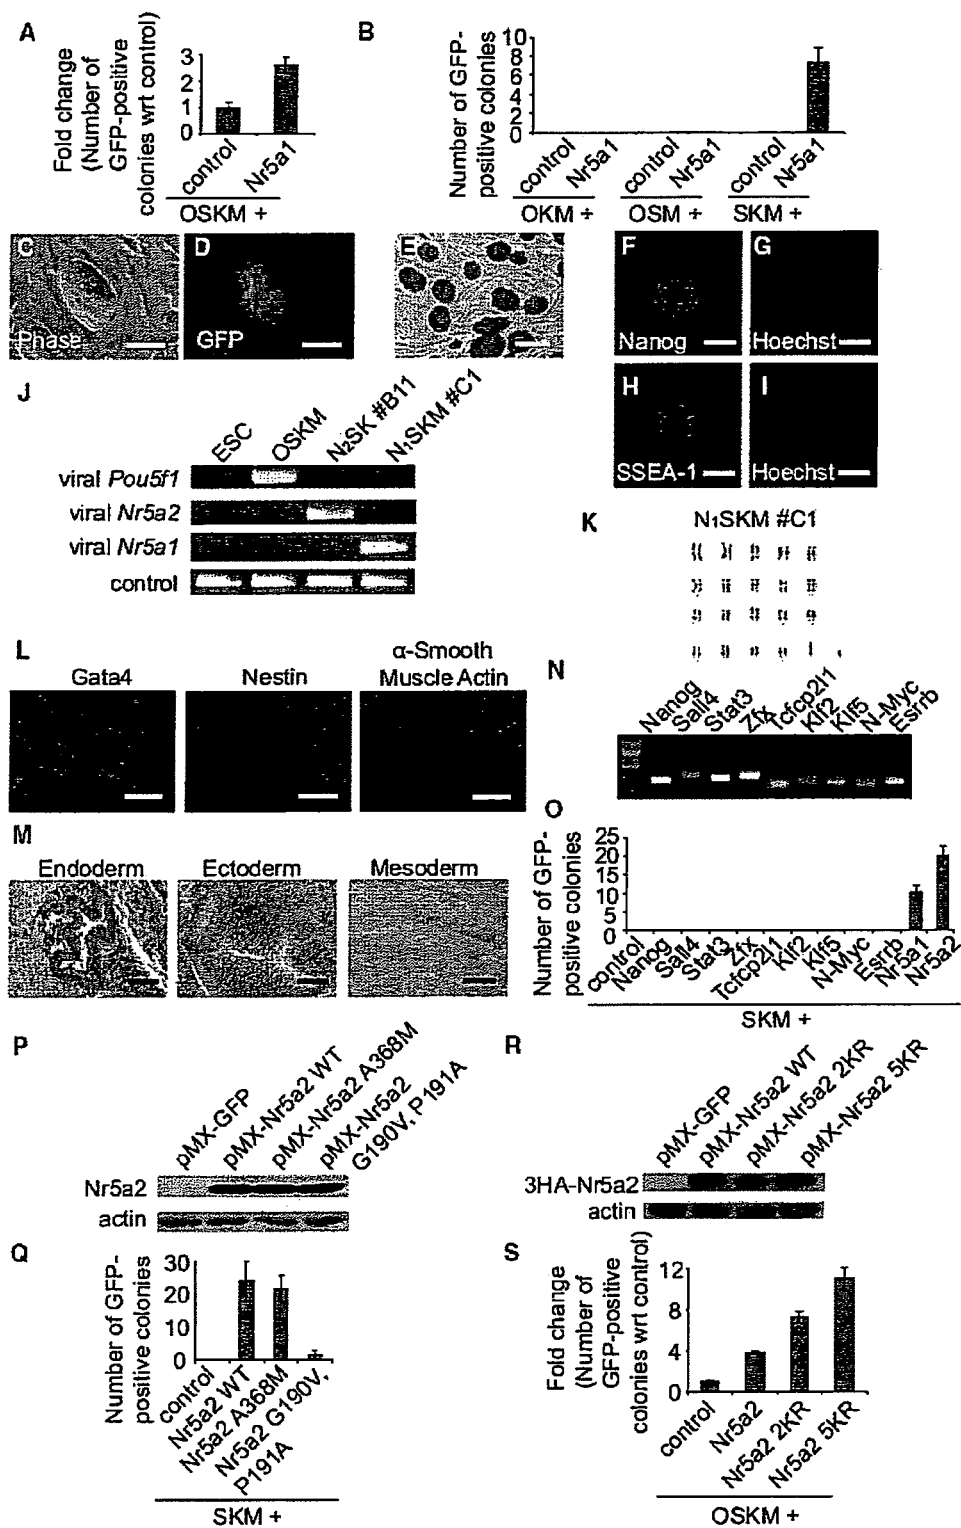 A
Fold change
(Number of
GFP-positive
colonies wrt control)
3
2
1
0
control
Nr5a1
OSKM +
B
Number of GFP-
positive colonies
10
8
6
4
2
0
control
Nr5a1
control
Nr5a1
control
Nr5a1
OKM +
OSM +
SKM +
C
Phase
D
GFP
E
F
Nanog
G
Hoechst
H
SSEA-1
I
Hoechst
J
ESC
OSKM
N2SK #B11
N1SKM #C1
viral Pou5f1
viral Nr5a2
viral Nr5a1
control
K
N1SKM #C1
L
Gata4
Nestin
α-Smooth
Muscle Actin
M
Endoderm
Ectoderm
Mesoderm
N
Nanog
Sall4
Stat3
Zfx
Tcfcp2l1
Klf2
Klf5
N-Myc
Esrrb
O
Number of GFP-
positive colonies
25
20
15
10
5
0
control
Nanog
Sall4
Stat3
Zfx
Tcfcp2l1
Klf2
Klf5
N-Myc
Esrrb
Nr5a1
Nr5a2
SKM +
P
pMX-GFP
pMX-Nr5a2 WT
pMX-Nr5a2 A368M
pMX-Nr5a2
G190V, P191A
Nr5a2
actin
Q
Number of GFP-
positive colonies
30
20
10
0
control
Nr5a2 WT
Nr5a2 A368M
Nr5a2 G190V,
P191A
SKM +
R
pMX-GFP
pMX-Nr5a2 WT
pMX-Nr5a2 2KR
pMX-Nr5a2 5KR
3HA-Nr5a2
actin
S
Fold change
(Number of
GFP-positive
colonies wrt control)
12
8
4
0
control
Nr5a2
Nr5a2 2KR
Nr5a2 5KR
OSKM +